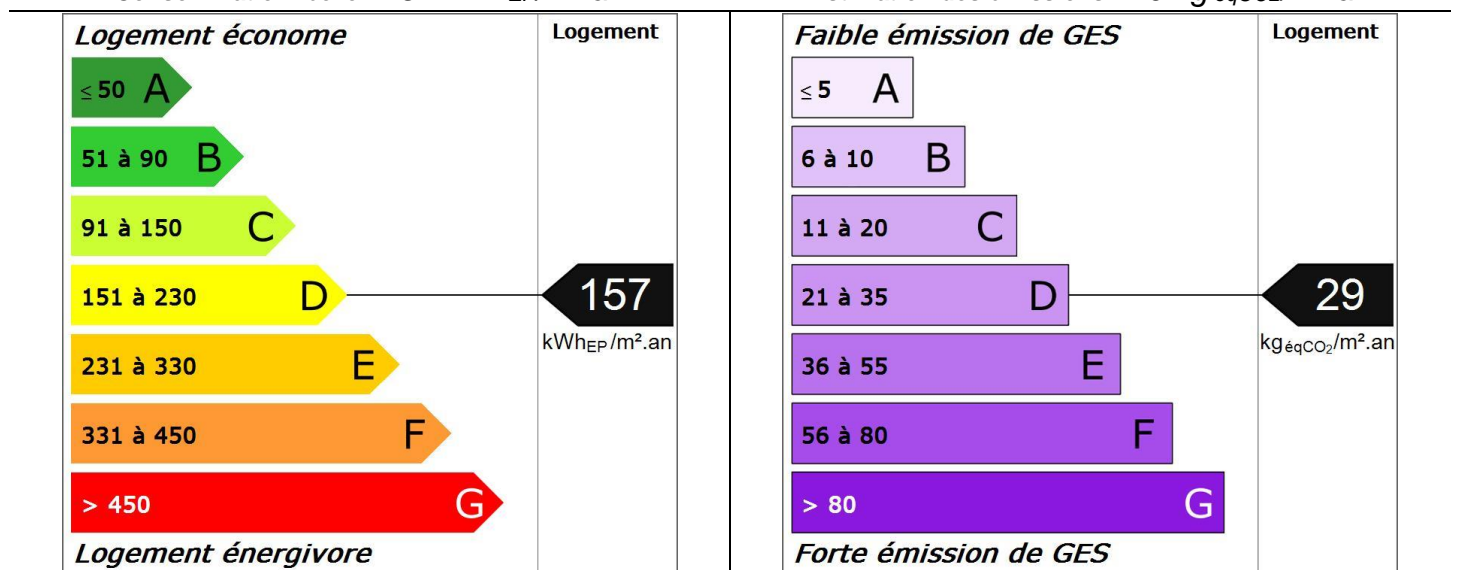 Logement économe
Logement
≤ 50 A
51 à 90 B
91 à 150 C
151 à 230 D
157
kWhEP/m².an
231 à 330 E
331 à 450 F
> 450 G
Logement énergivore
Faible émission de GES
Logement
≤ 5 A
6 à 10 B
11 à 20 C
21 à 35 D
29
kgéqCO₂/m².an
36 à 55 E
56 à 80 F
> 80 G
Forte émission de GES